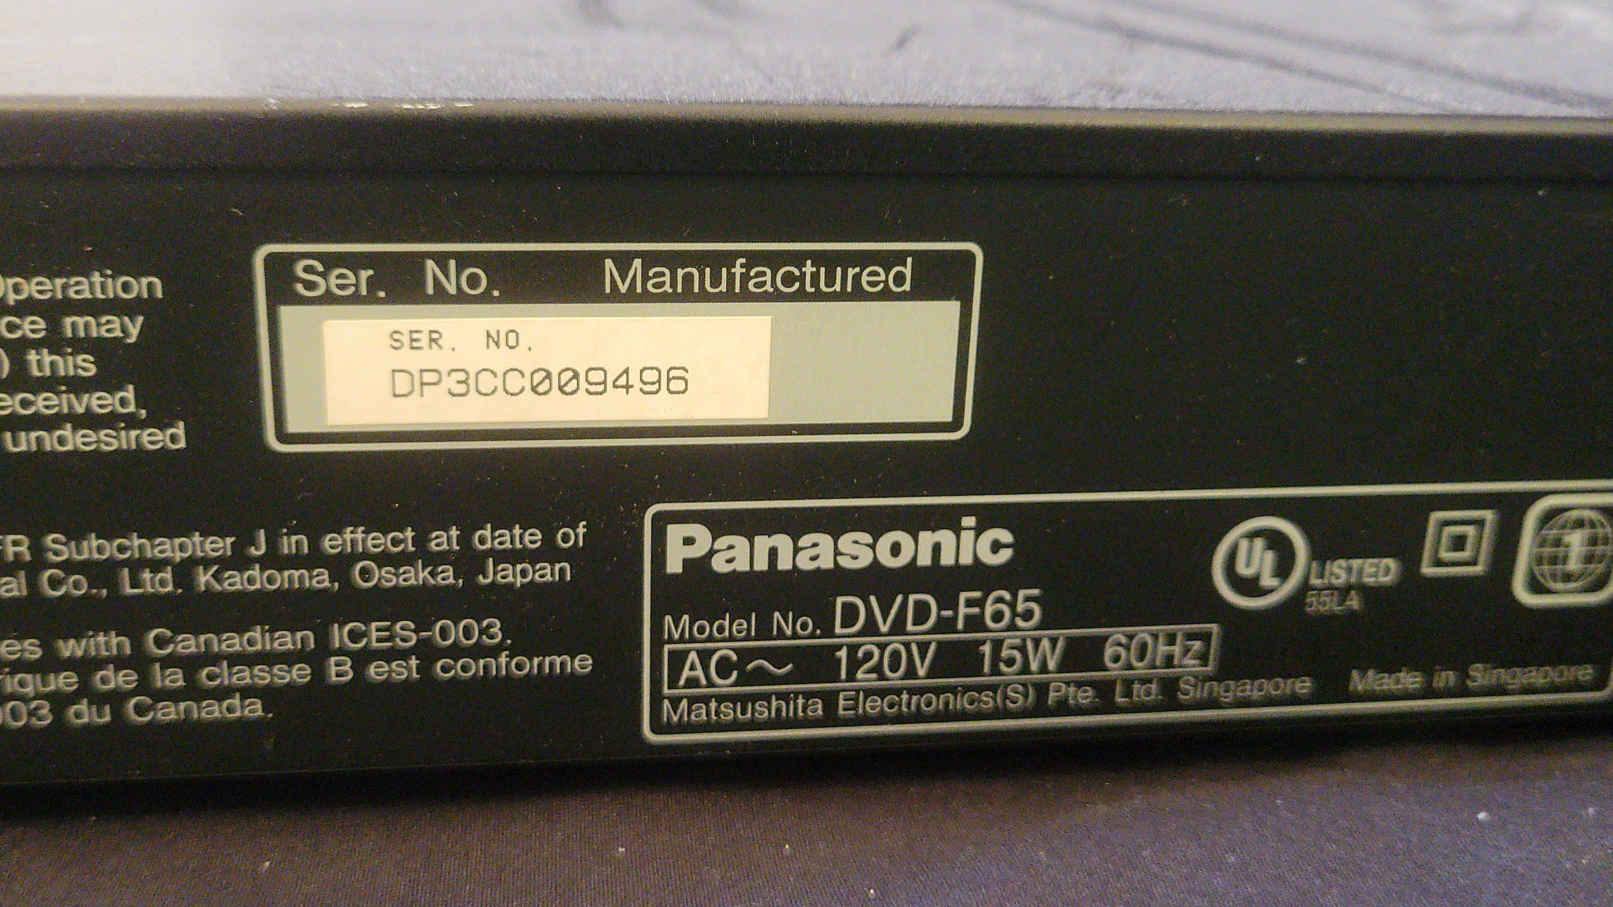 Operation
ce may
) this
eceived,
undesired
Ser. No. Manufactured
SER. NO.
DP3CC009496
FR Subchapter J in effect at date of
al Co., Ltd. Kadoma, Osaka, Japan
es with Canadian ICES-003.
rique de la classe B est conforme
003 du Canada.
Panasonic
Model No. DVD-F65
AC~ 120V 15W 60Hz
Matsushita Electronics(S) Pte. Ltd. Singapore Made in Singapore
UL LISTED
55LA
1